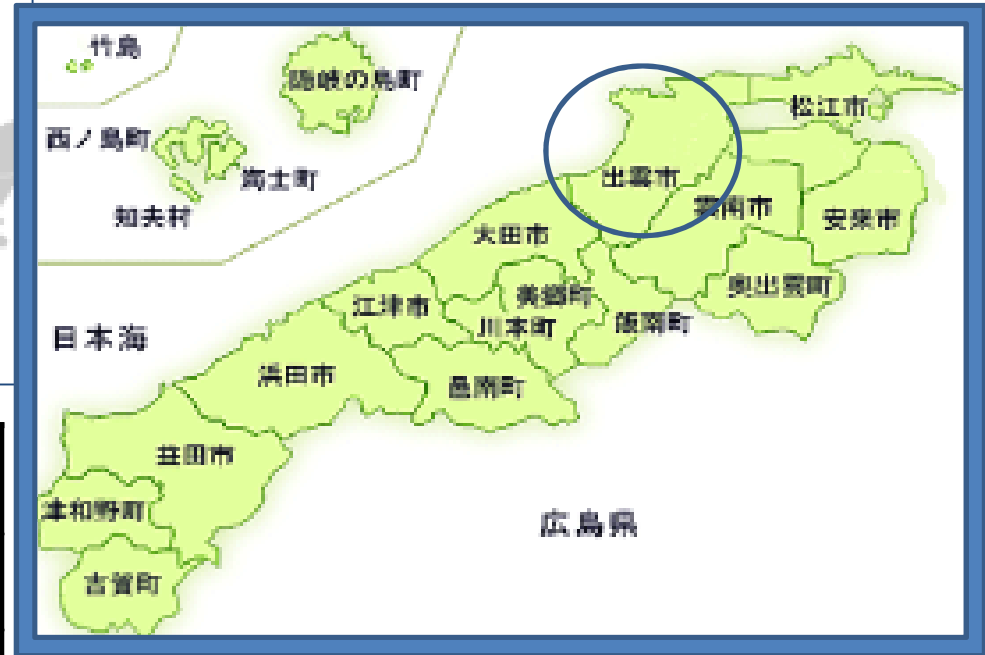 竹島
隠岐の島町
松江市
西ノ島町
海士町
出雲市
知夫村
雲南市
安来市
大田市
奥出雲町
美郷町
江津市
川本町
飯南町
日本海
浜田市
邑南町
益田市
津和野町
広島県
吉賀町